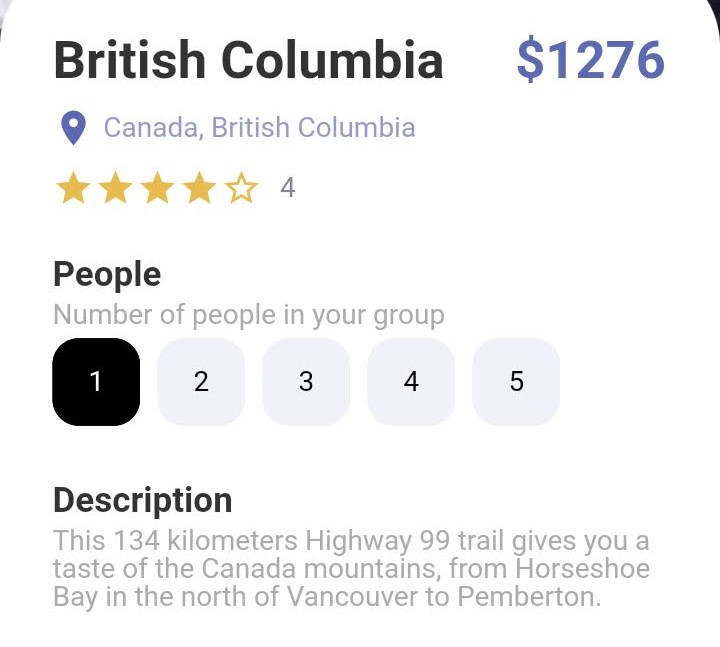 British Columbia $1276
Canada, British Columbia
4
People
Number of people in your group
1 2 3 4 5
Description
This 134 kilometers Highway 99 trail gives you a
taste of the Canada mountains, from Horseshoe
Bay in the north of Vancouver to Pemberton.